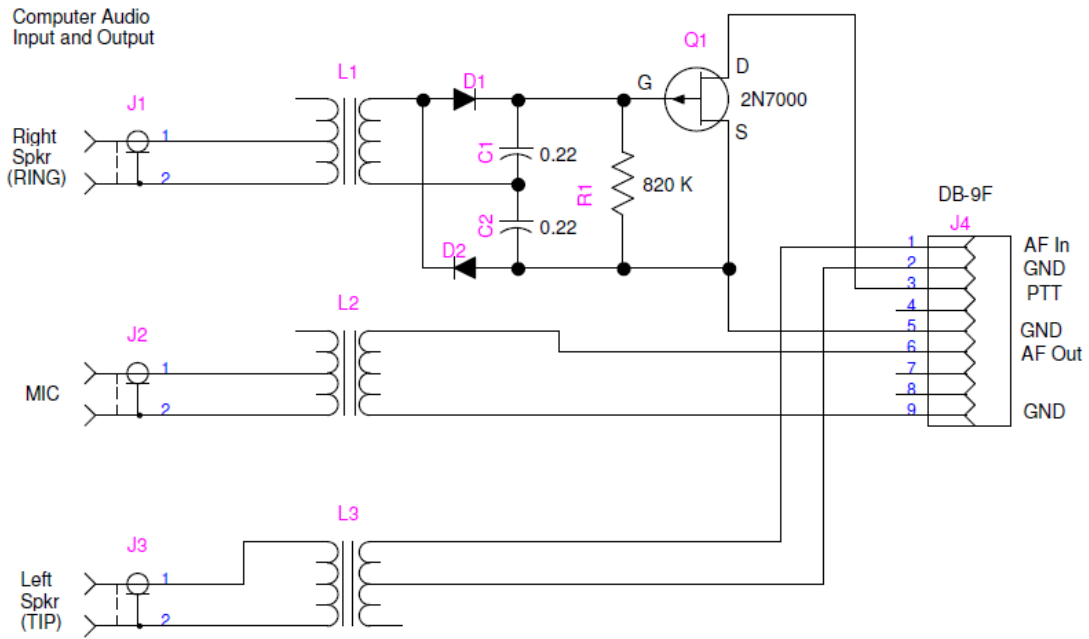 Computer Audio
Input and Output
J1
Right
Spkr
(RING)
1
2
L1
D1
C1
0.22
C2
0.22
D2
R1
820 K
Q1
G
D
2N7000
S
J2
MIC
1
2
L2
J3
Left
Spkr
(TIP)
1
2
L3
DB-9F
J4
1
AF In
2
GND
3
PTT
4
5
GND
6
AF Out
7
8
9
GND